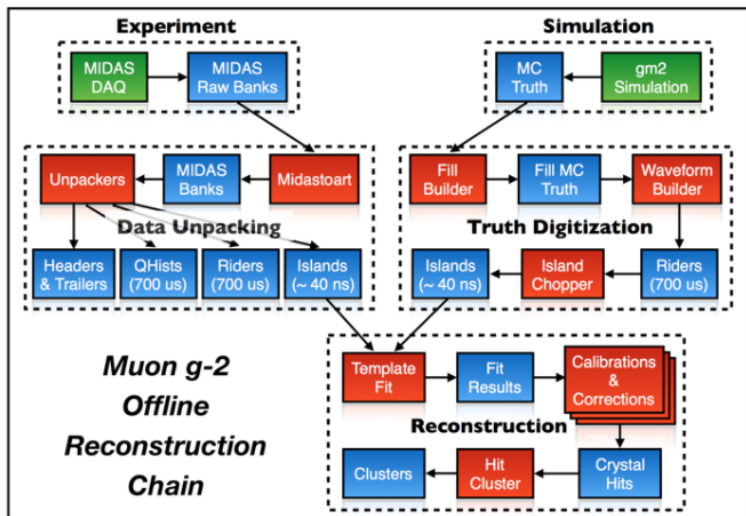 Experiment
Simulation
MIDAS
DAQ
MIDAS
Raw Banks
MC
Truth
gm2
Simulation
Unpackers
MIDAS
Banks
Midastoart
Fill
Builder
Fill MC
Truth
Waveform
Builder
Data Unpacking
Truth Digitization
Headers
& Trailers
QHists
(700 us)
Riders
(700 us)
Islands
(~ 40 ns)
Islands
(~ 40 ns)
Island
Chopper
Riders
(700 us)
Muon g-2
Offline
Reconstruction
Chain
Template
Fit
Fit
Results
Calibrations
&
Corrections
Reconstruction
Clusters
Hit
Cluster
Crystal
Hits